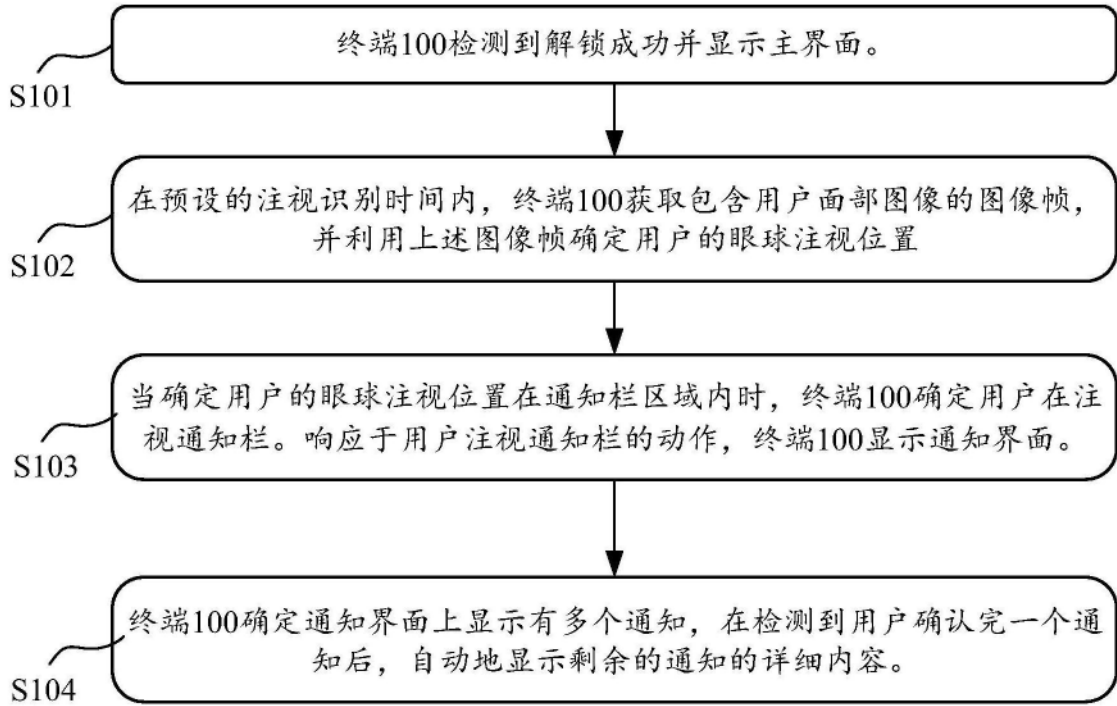 终端100检测到解锁成功并显示主界面。
S101
在预设的注视识别时间内，终端100获取包含用户面部图像的图像帧，
并利用上述图像帧确定用户的眼球注视位置
S102
当确定用户的眼球注视位置在通知栏区域内时，终端100确定用户在注
视通知栏。响应于用户注视通知栏的动作，终端100显示通知界面。
S103
终端100确定通知界面上显示有多个通知，在检测到用户确认完一个通
知后，自动地显示剩余的通知的详细内容。
S104